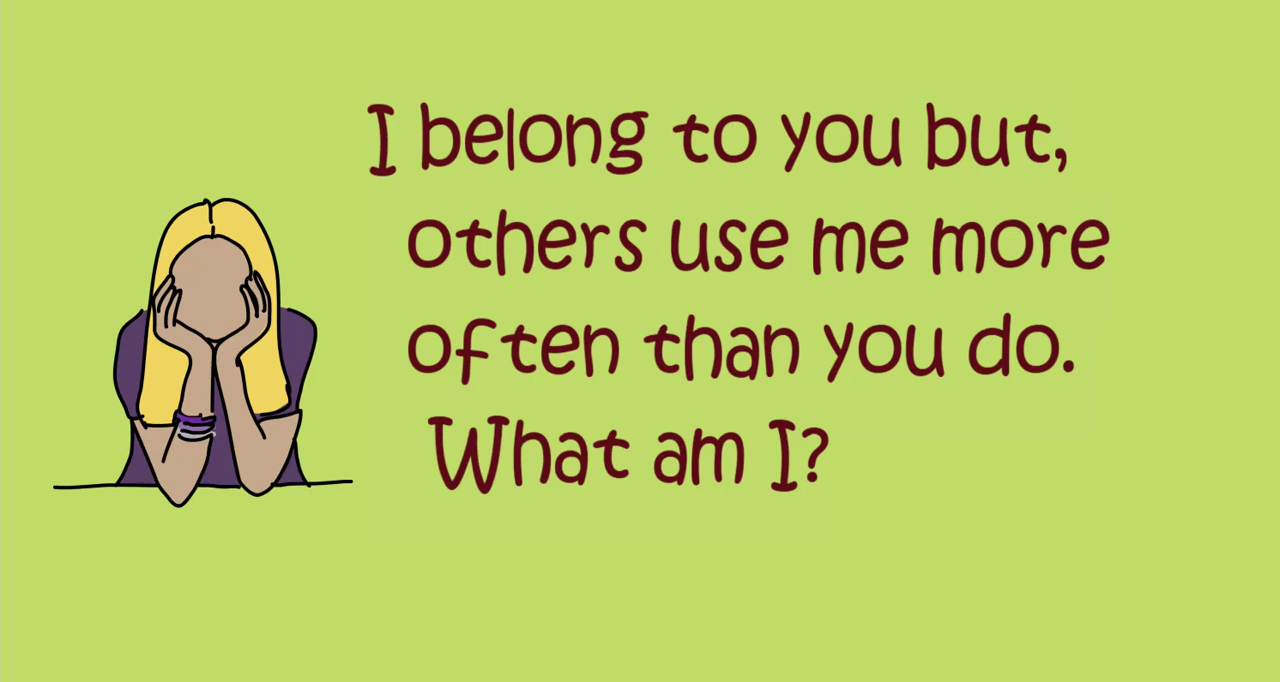 I belong to you but,
others use me more
often than you do.
What am I?